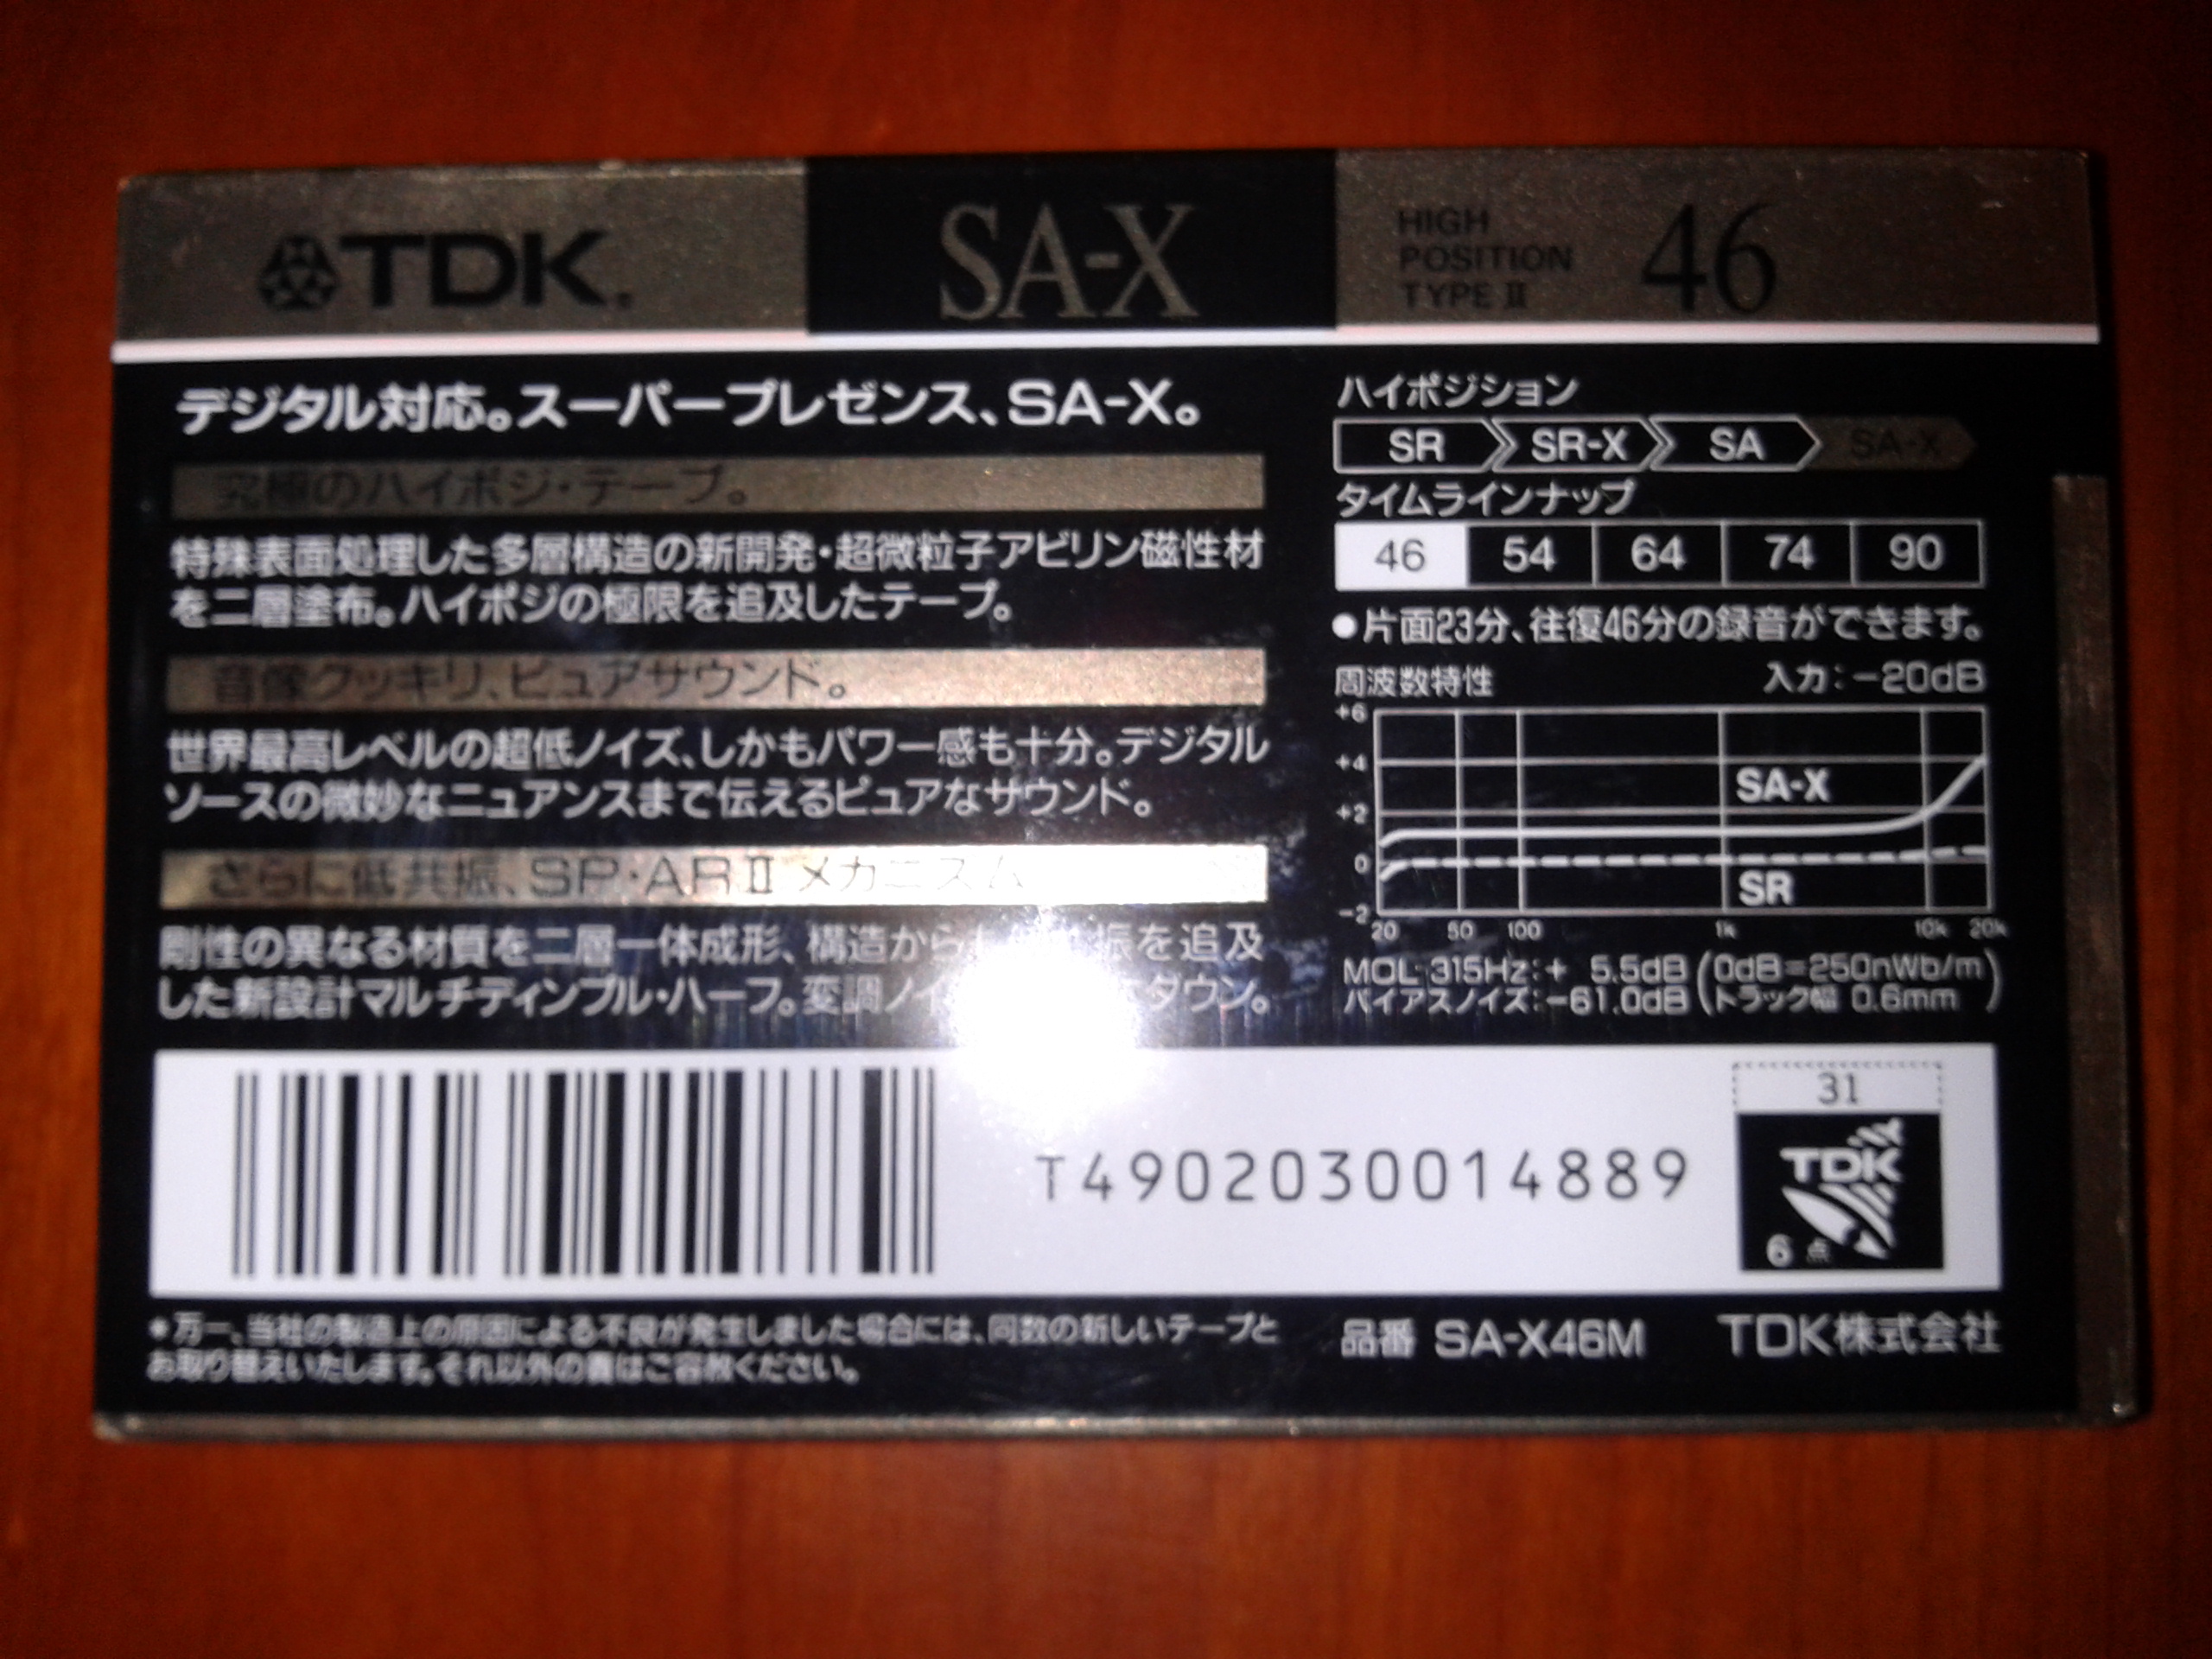 TDK.
SA-X
HIGH
POSITION
TYPE II
46
デジタル対応。スーパープレゼンス、SA-X。
究極のハイポジ・テープ。
特殊表面処理した多層構造の新開発・超微粒子アビリン磁性材
を二層塗布。ハイポジの極限を追及したテープ。
音像クッキリ、ピュアサウンド。
世界最高レベルの超低ノイズ、しかもパワー感も十分。デジタル
ソースの微妙なニュアンスまで伝えるピュアなサウンド。
さらに低共振、SP・ARII メカニズム
剛性の異なる材質を二層一体成形、構造から 振を追及
した新設計マルチディンプル・ハーフ。変調ノイ ダウン。
ハイポジション
SR SR-X SA SA-X
タイムラインナップ
46 54 64 74 90
●片面23分、往復46分の録音ができます。
周波数特性 入力:-20dB
+6
+4
+2
0
-2
SA-X
SR
20 50 100 1k 10k 20k
MOL 315Hz:+ 5.5dB (0dB=250nWb/m
バイアスノイズ:-61.0dB トラック幅 0.6mm)
T4902030014889
31
TDK
6 点
*万一、当社の製造上の原因による不良が発生しました場合には、同数の新しいテープと
お取り替えいたします。それ以外の責はご容赦ください。
品番 SA-X46M TDK株式会社